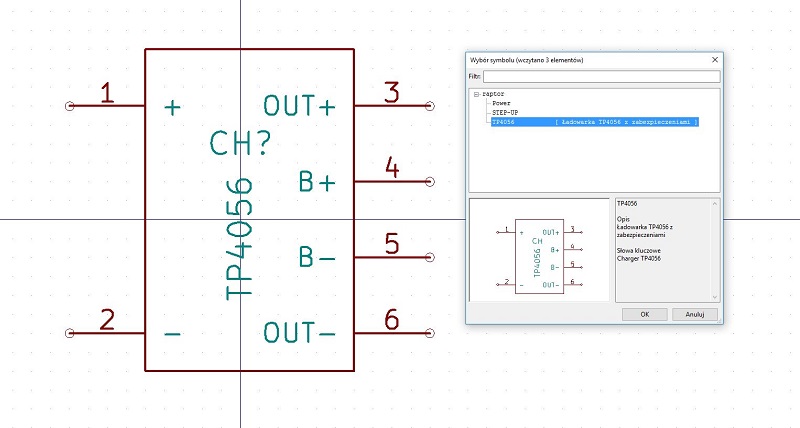 1
+
OUT+
3
CH?
B+
4
TP4056
B-
5
2
-
OUT-
6
Wybór symbolu (wczytano 3 elementów)
Filtr:
raptor
Power
STEP-UP
TP4056 [ Ładowarka TP4056 z zabezpieczeniami ]
1
+
OUT+
3
CH
B+
4
TP4056
B-
5
2
-
OUT-
6
TP4056
Opis
Ładowarka TP4056 z
zabezpieczeniami
Słowa kluczowe
Charger TP4056
OK
Anuluj